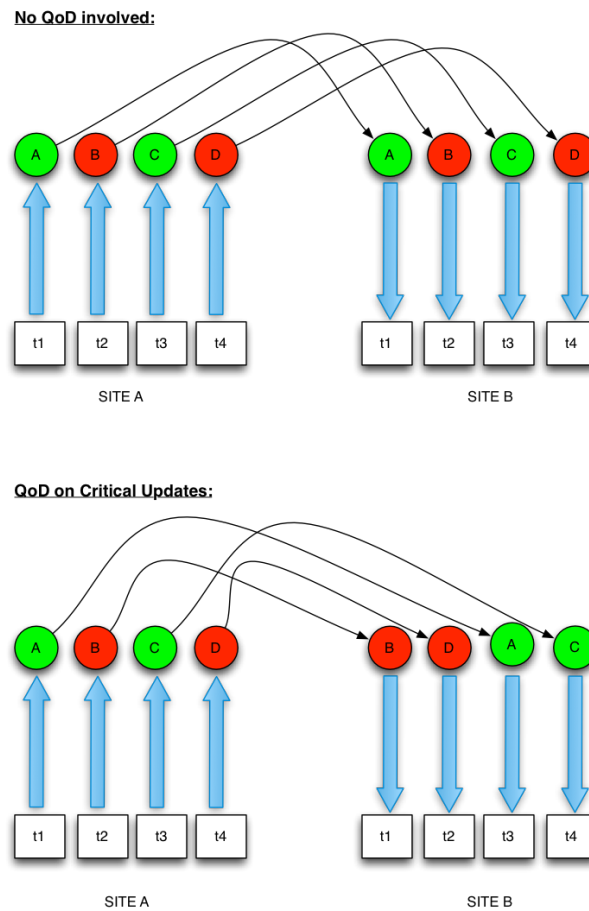 No QoD involved:
A B C D A B C D
t1 t2 t3 t4 t1 t2 t3 t4
SITE A SITE B
QoD on Critical Updates:
A B C D B D A C
t1 t2 t3 t4 t1 t2 t3 t4
SITE A SITE B